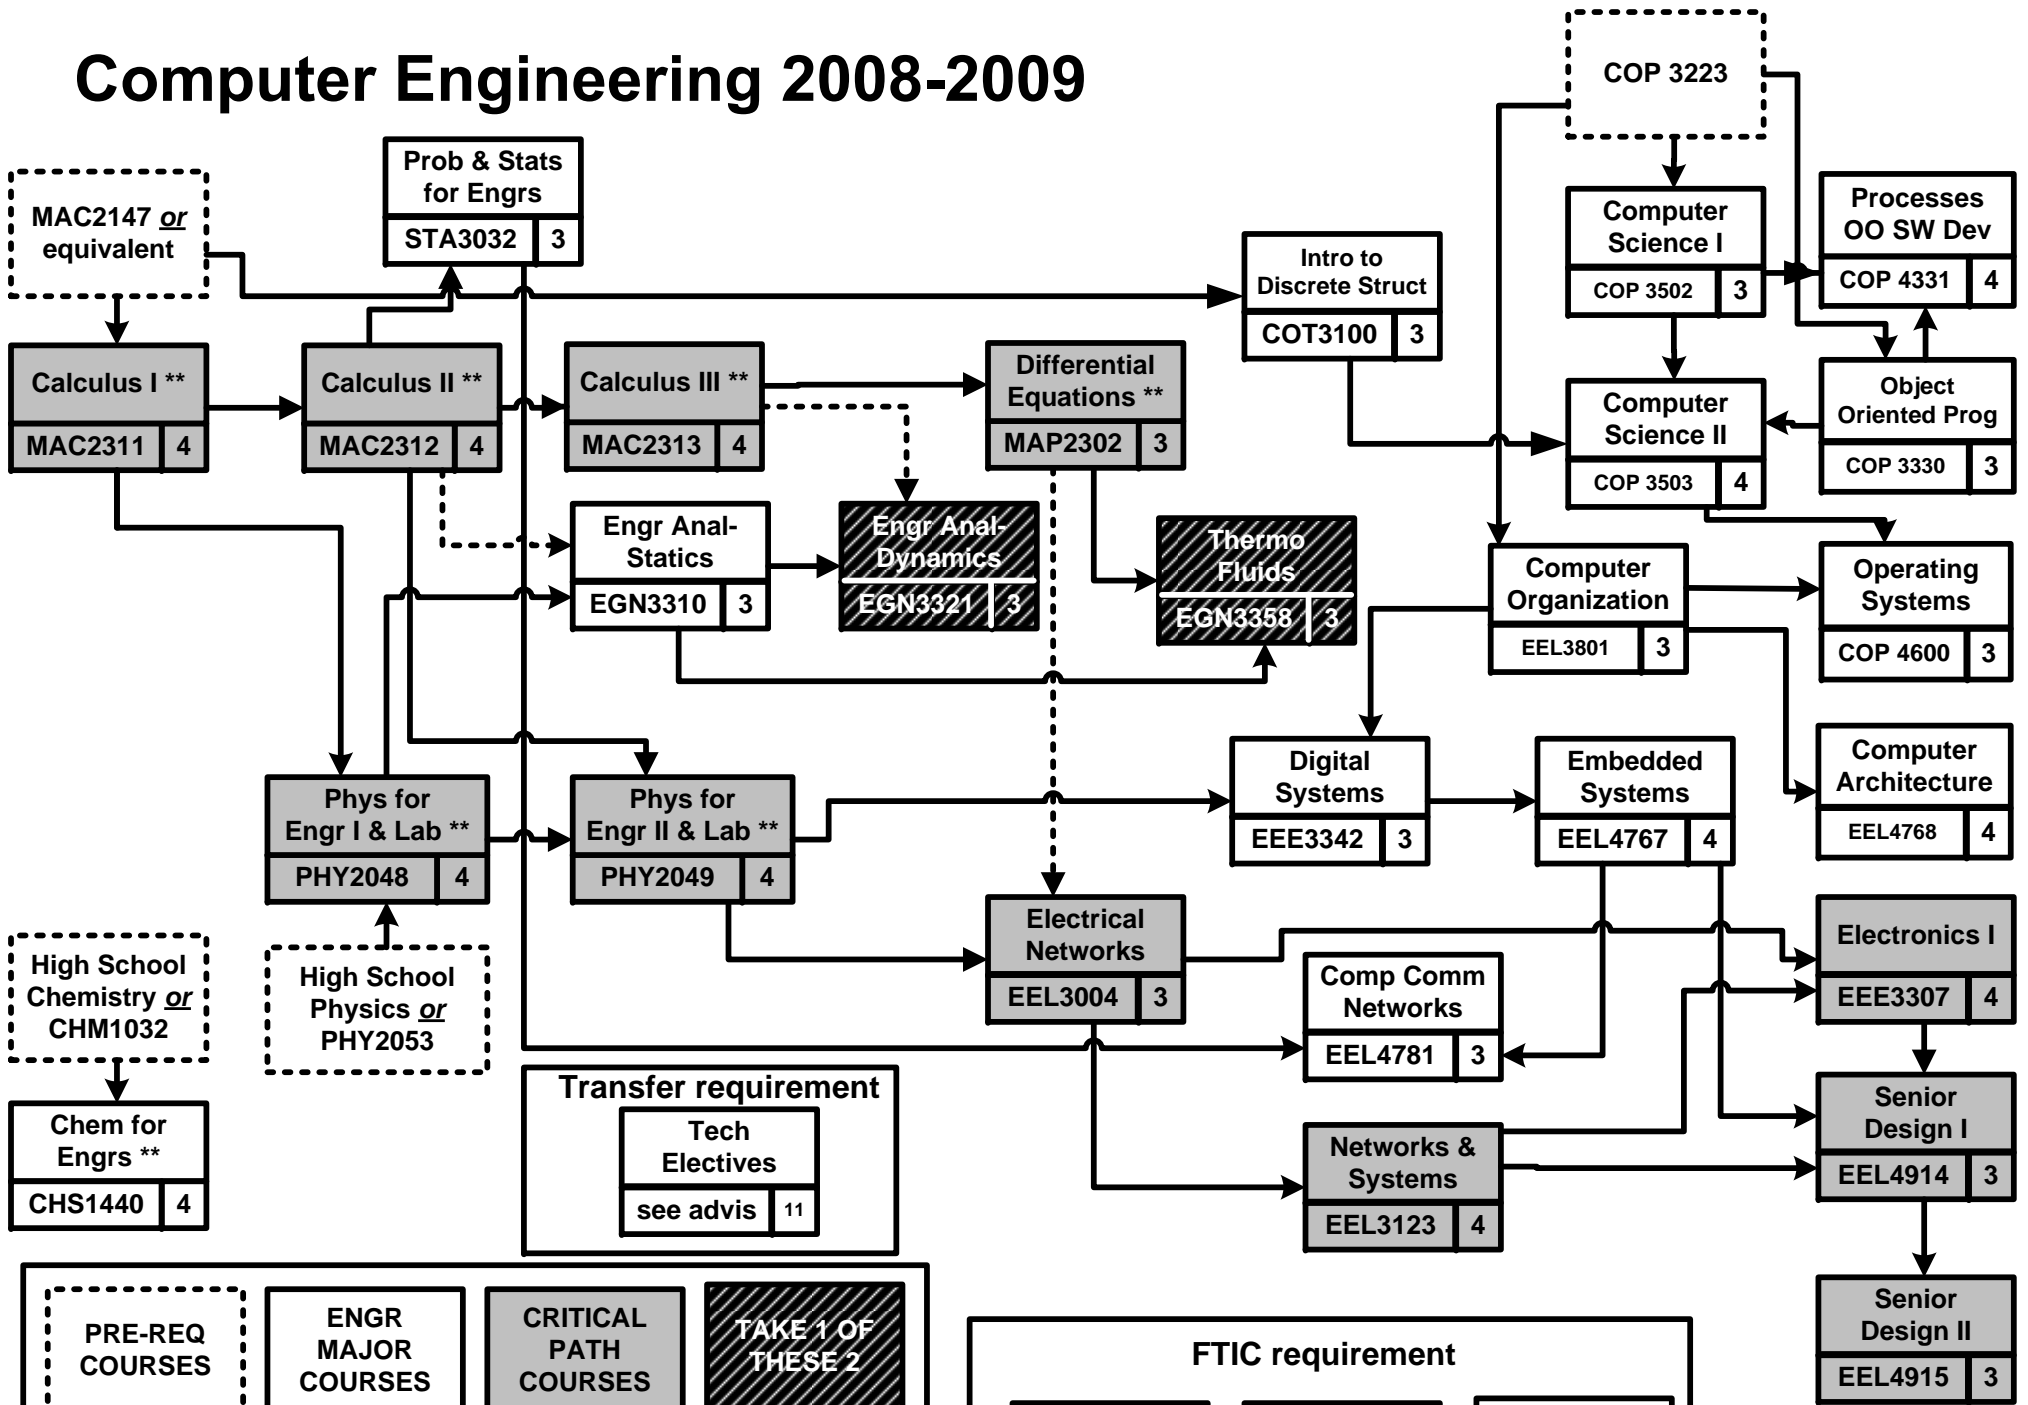 Computer Engineering 2008-2009
COP 3223
Prob & Stats
for Engrs
STA3032 3
MAC2147 or
equivalent
Computer
Science I
COP 3502 3
Processes
OO SW Dev
COP 4331 4
Intro to
Discrete Struct
COT3100 3
Calculus I **
MAC2311 4
Calculus II **
MAC2312 4
Calculus III **
MAC2313 4
Differential
Equations **
MAP2302 3
Computer
Science II
COP 3503 4
Object
Oriented Prog
COP 3330 3
Engr Anal-
Statics
EGN3310 3
Engr Anal-
Dynamics
EGN3321 3
Thermo
Fluids
EGN3358 3
Computer
Organization
EEL3801 3
Operating
Systems
COP 4600 3
Phys for
Engr I & Lab **
PHY2048 4
Phys for
Engr II & Lab **
PHY2049 4
Digital
Systems
EEE3342 3
Embedded
Systems
EEL4767 4
Computer
Architecture
EEL4768 4
High School
Chemistry or
CHM1032
High School
Physics or
PHY2053
Electrical
Networks
EEL3004 3
Comp Comm
Networks
EEL4781 3
Electronics I
EEE3307 4
Chem for
Engrs **
CHS1440 4
Transfer requirement
Tech
Electives
see advis 11
Networks &
Systems
EEL3123 4
Senior
Design I
EEL4914 3
Senior
Design II
EEL4915 3
PRE-REQ
COURSES
ENGR
MAJOR
COURSES
CRITICAL
PATH
COURSES
TAKE 1 OF
THESE 2
FTIC requirement